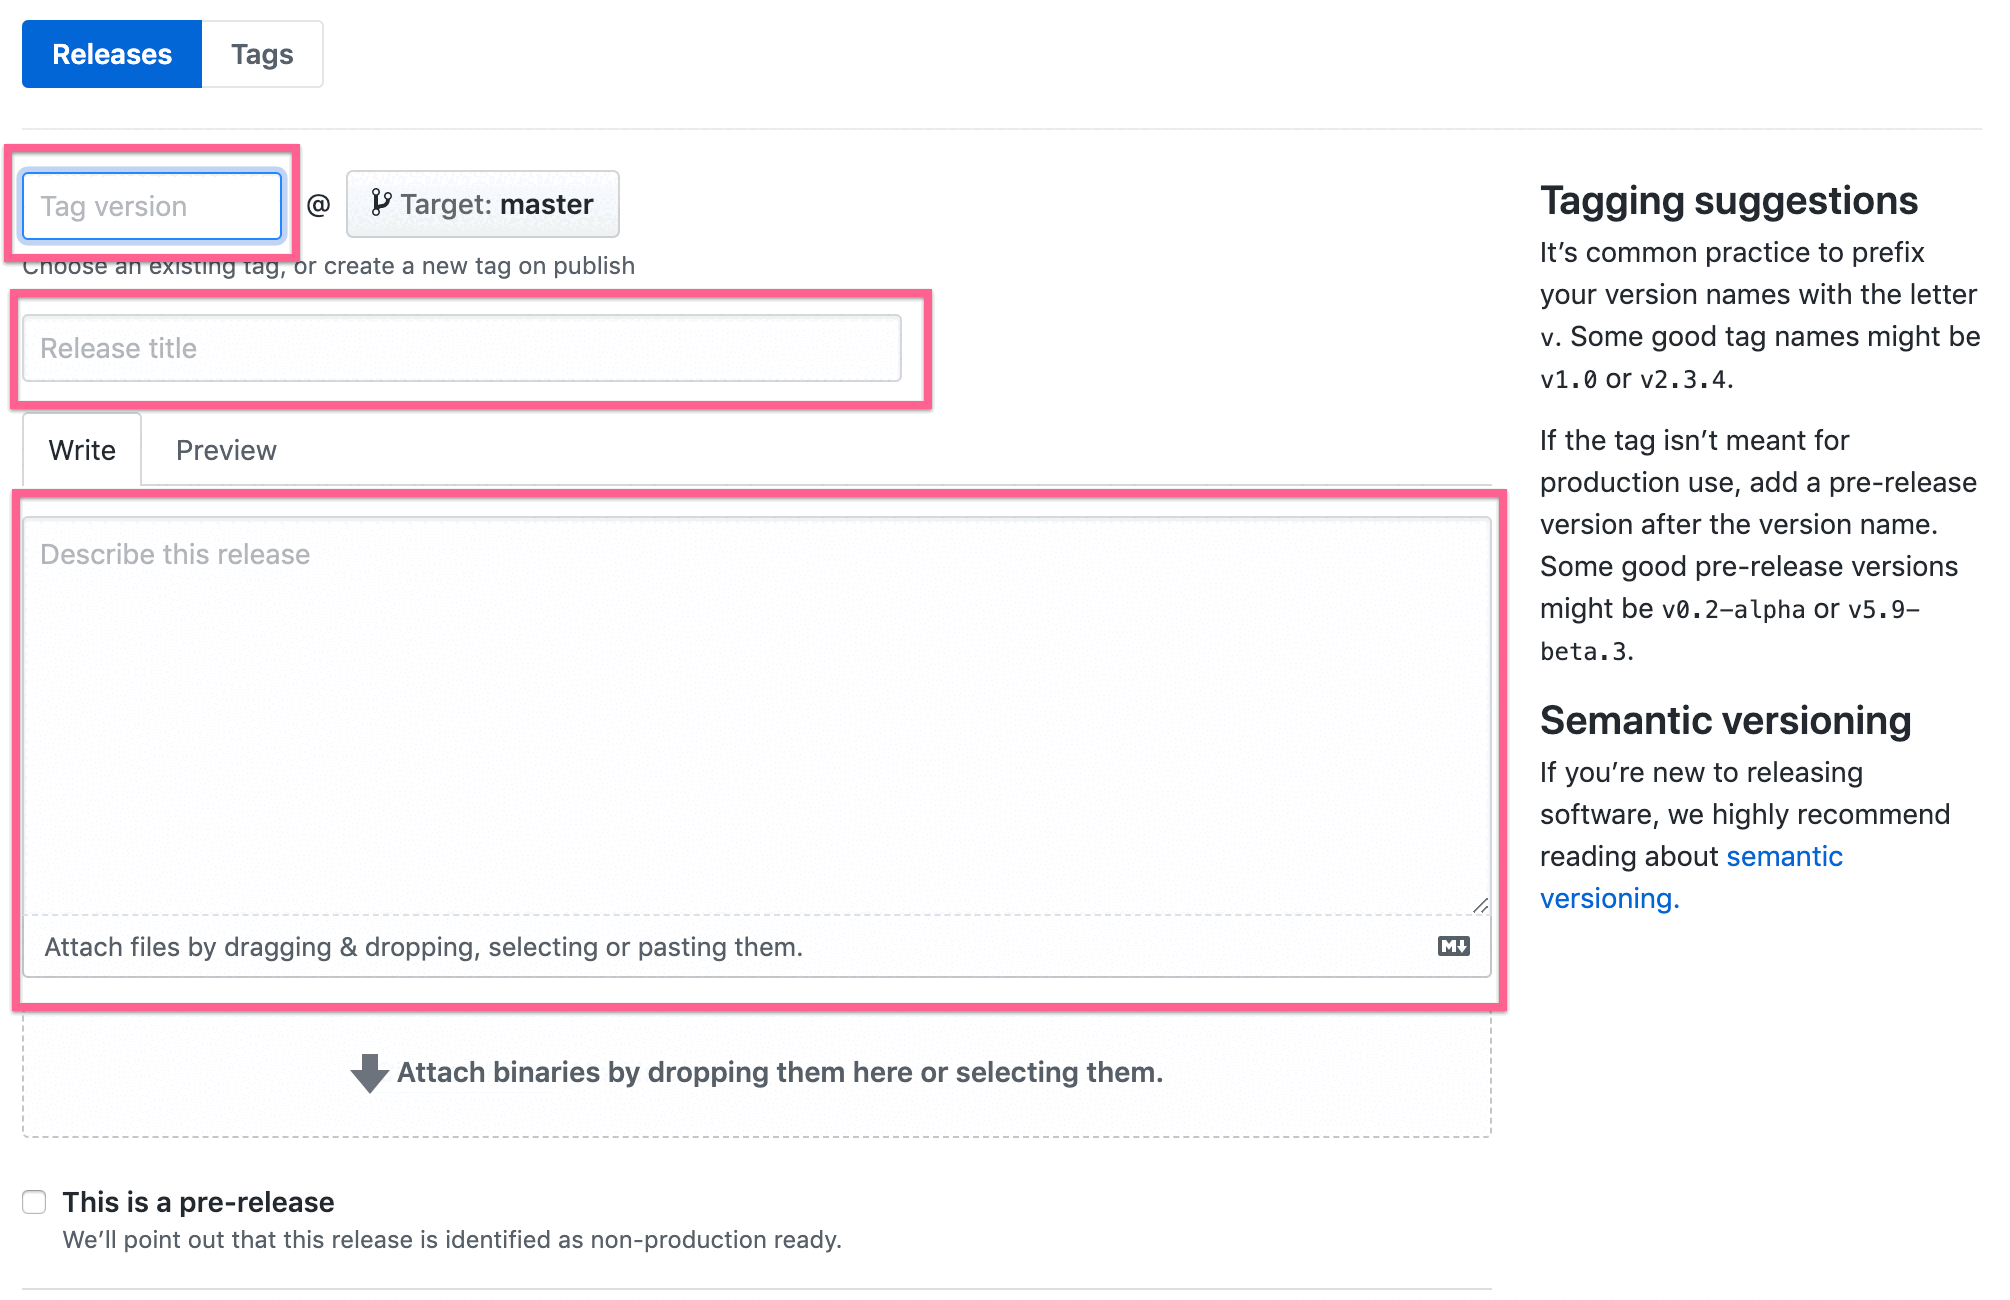 Releases Tags
Tag version @ Target: master
Choose an existing tag, or create a new tag on publish
Release title
Write Preview
Describe this release
Attach files by dragging & dropping, selecting or pasting them. M↓
Attach binaries by dropping them here or selecting them.
This is a pre-release
We’ll point out that this release is identified as non-production ready.
Tagging suggestions
It’s common practice to prefix
your version names with the letter
v. Some good tag names might be
v1.0 or v2.3.4.
If the tag isn’t meant for
production use, add a pre-release
version after the version name.
Some good pre-release versions
might be v0.2-alpha or v5.9-
beta.3.
Semantic versioning
If you’re new to releasing
software, we highly recommend
reading about semantic
versioning.